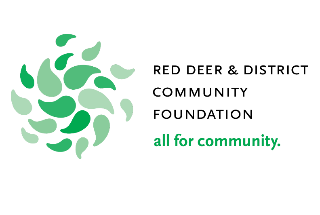 RED DEER & DISTRICT
COMMUNITY
FOUNDATION
all for community.